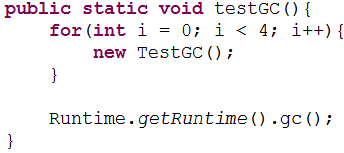 public static void testGC(){
    for(int i = 0; i < 4; i++){
        new TestGC();
    }

    Runtime.getRuntime().gc();
}